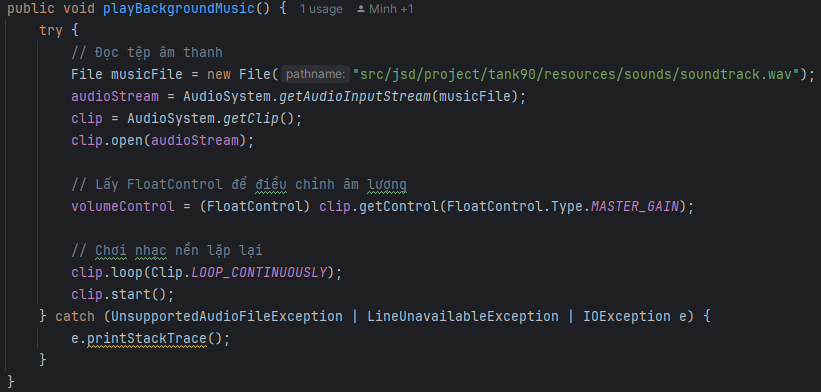 public void playBackgroundMusic() { 1 usage Minh +1
try {
// Đọc tệp âm thanh
File musicFile = new File( pathname: "src/jsd/project/tank90/resources/sounds/soundtrack.wav");
audioStream = AudioSystem.getAudioInputStream(musicFile);
clip = AudioSystem.getClip();
clip.open(audioStream);
// Lấy FloatControl để điều chỉnh âm lượng
volumeControl = (FloatControl) clip.getControl(FloatControl.Type.MASTER_GAIN);
// Chơi nhạc nền lặp lại
clip.loop(Clip.LOOP_CONTINUOUSLY);
clip.start();
} catch (UnsupportedAudioFileException | LineUnavailableException | IOException e) {
e.printStackTrace();
}
}